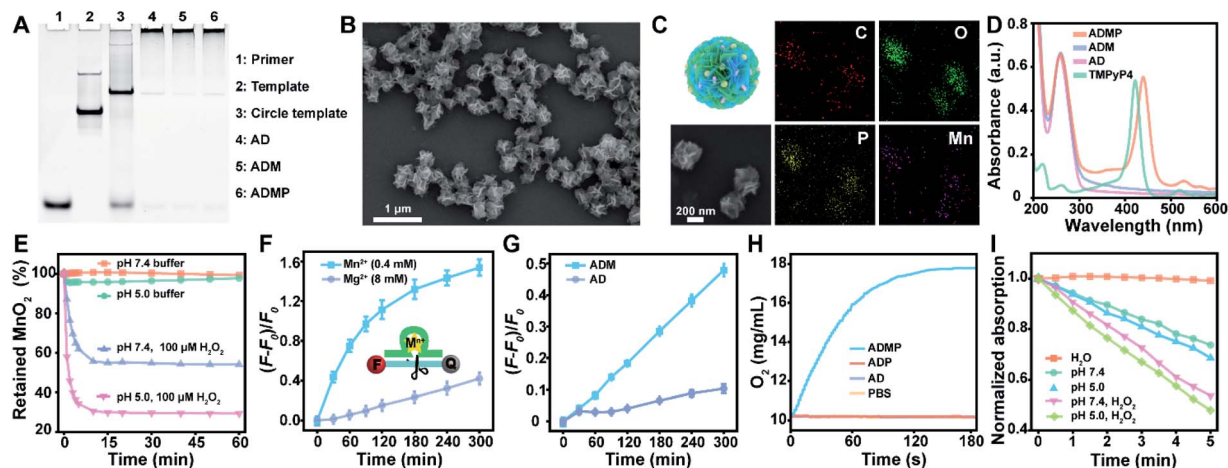 A
1 2 3 4 5 6
1: Primer
2: Template
3: Circle template
4: AD
5: ADM
6: ADMP
B
1 μm
C
C
O
P
Mn
200 nm
D
Absorbance (a.u.)
0.8
0.6
0.4
0.2
0
ADMP
ADM
AD
TMPyP4
200 300 400 500 600
Wavelength (nm)
E
Retained MnO₂ (%)
100
80
60
40
20
pH 7.4 buffer
pH 5.0 buffer
pH 7.4, 100 μM H₂O₂
pH 5.0, 100 μM H₂O₂
0 15 30 45 60
Time (min)
F
(F-F₀)/F₀
1.6
1.2
0.8
0.4
0.0
Mn²⁺ (0.4 mM)
Mg²⁺ (8 mM)
Mⁿ⁺
F
Q
0 60 120 180 240 300
Time (min)
G
(F-F₀)/F₀
0.5
0.4
0.3
0.2
0.1
0.0
ADM
AD
0 60 120 180 240 300
Time (min)
H
O₂ (mg/mL)
18
16
14
12
10
ADMP
ADP
AD
PBS
0 60 120 180
Time (s)
I
Normalized absorption
1.0
0.8
0.6
0.4
H₂O
pH 7.4
pH 5.0
pH 7.4, H₂O₂
pH 5.0, H₂O₂
0 1 2 3 4 5
Time (min)